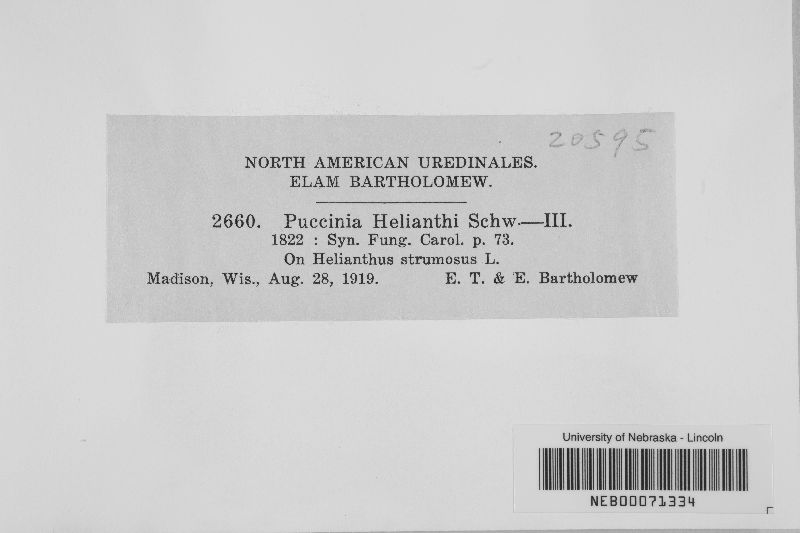 20595
NORTH AMERICAN UREDINALES.
ELAM BARTHOLOMEW.
2660. Puccinia Helianthi Schw.—III.
1822 : Syn. Fung. Carol. p. 73.
On Helianthus strumosus L.
Madison, Wis., Aug. 28, 1919. E. T. & E. Bartholomew
University of Nebraska - Lincoln
NEB00071334